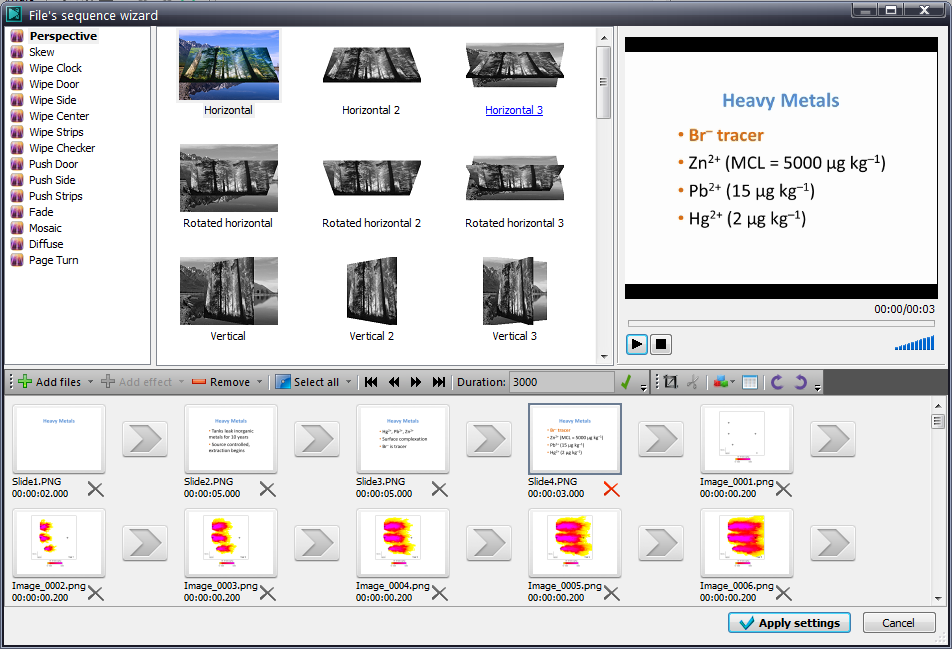 File's sequence wizard
Perspective
Skew
Wipe Clock
Wipe Door
Wipe Side
Wipe Center
Wipe Strips
Wipe Checker
Push Door
Push Side
Push Strips
Fade
Mosaic
Diffuse
Page Turn
Horizontal
Horizontal 2
Horizontal 3
Rotated horizontal
Rotated horizontal 2
Rotated horizontal 3
Vertical
Vertical 2
Vertical 3
Heavy Metals
• Br⁻ tracer
• Zn²⁺ (MCL = 5000 µg kg⁻¹)
• Pb²⁺ (15 µg kg⁻¹)
• Hg²⁺ (2 µg kg⁻¹)
00:00/00:03
Add files
Add effect
Remove
Select all
Duration: 3000
Heavy Metals
Slide1.PNG
00:00:02.000
Heavy Metals
• Tanks leak inorganic
metals for 10 years
• Source controlled,
extraction begins
Slide2.PNG
00:00:05.000
Heavy Metals
• Hg²⁺, Pb²⁺, Zn²⁺
• Surface complexation
• Br⁻ is tracer
Slide3.PNG
00:00:05.000
Heavy Metals
• Br⁻ tracer
• Zn²⁺ (MCL = 5000 µg kg⁻¹)
• Pb²⁺ (15 µg kg⁻¹)
• Hg²⁺ (2 µg kg⁻¹)
Slide4.PNG
00:00:03.000
Image_0001.png
00:00:00.200
Image_0002.png
00:00:00.200
Image_0003.png
00:00:00.200
Image_0004.png
00:00:00.200
Image_0005.png
00:00:00.200
Image_0006.png
00:00:00.200
Apply settings
Cancel